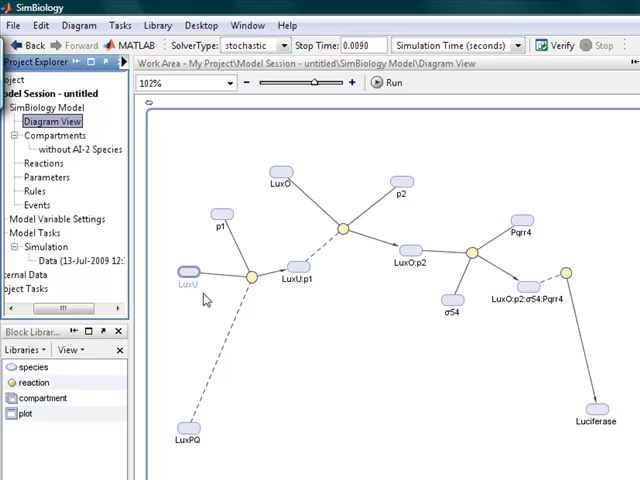 SimBiology
File Edit Diagram Tasks Library Desktop Window Help
Back Forward MATLAB SolverType: stochastic Stop Time: 0.0090 Simulation Time (seconds) Verify Stop
Project Explorer
Work Area - My Project\Model Session - untitled\SimBiology Model\Diagram View
oject
102%
Run
odel Session - untitled
SimBiology Model
Diagram View
Compartments
without AI-2 Species
Reactions
Parameters
Rules
Events
Model Variable Settings
Model Tasks
Simulation
Data (13-Jul-2009 12:
ternal Data
oject Tasks
Block Librar...
Libraries View
species
reaction
compartment
plot
LuxO
p2
p1
Pqrr4
LuxO:p2
LuxU
LuxU:p1
LuxO:p2:σS4:Pqrr4
σS4
Luciferase
LuxPQ